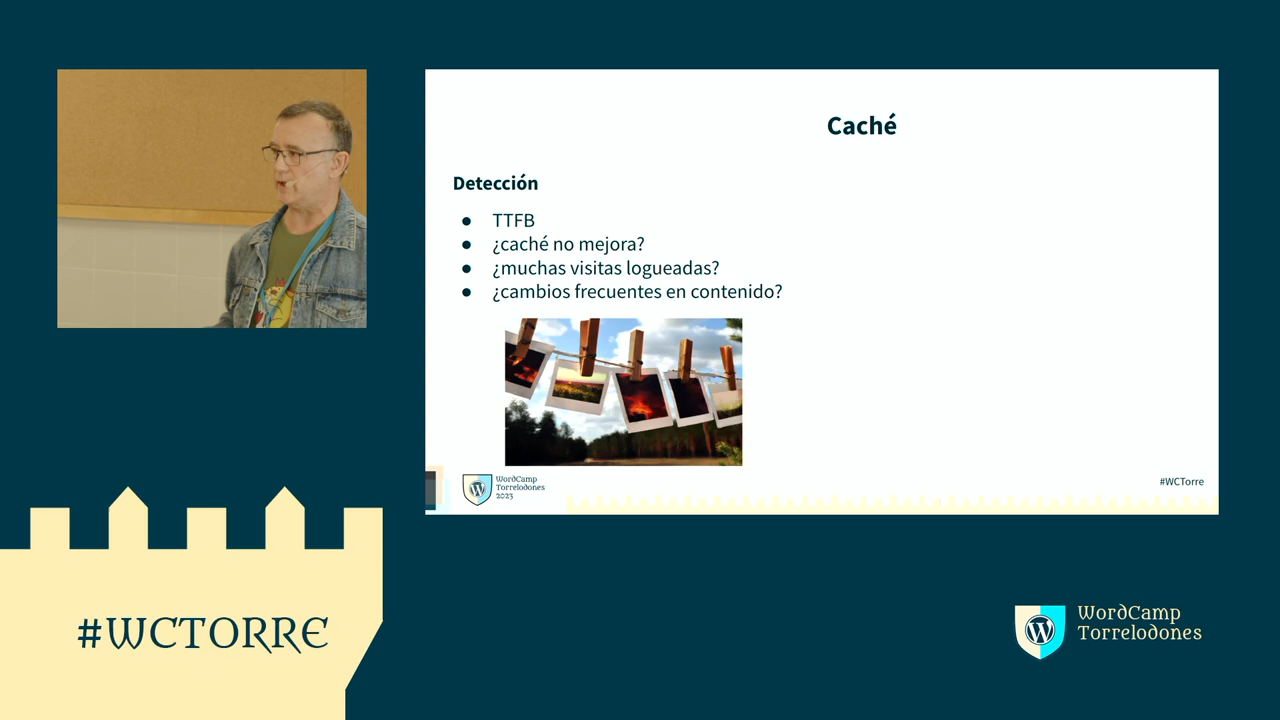 Caché
Detección
● TTFB
● ¿caché no mejora?
● ¿muchas visitas logueadas?
● ¿cambios frecuentes en contenido?
WordCamp
Torrelodones
2023
#WCTorre
#WCTORRE
WordCamp
Torrelodones